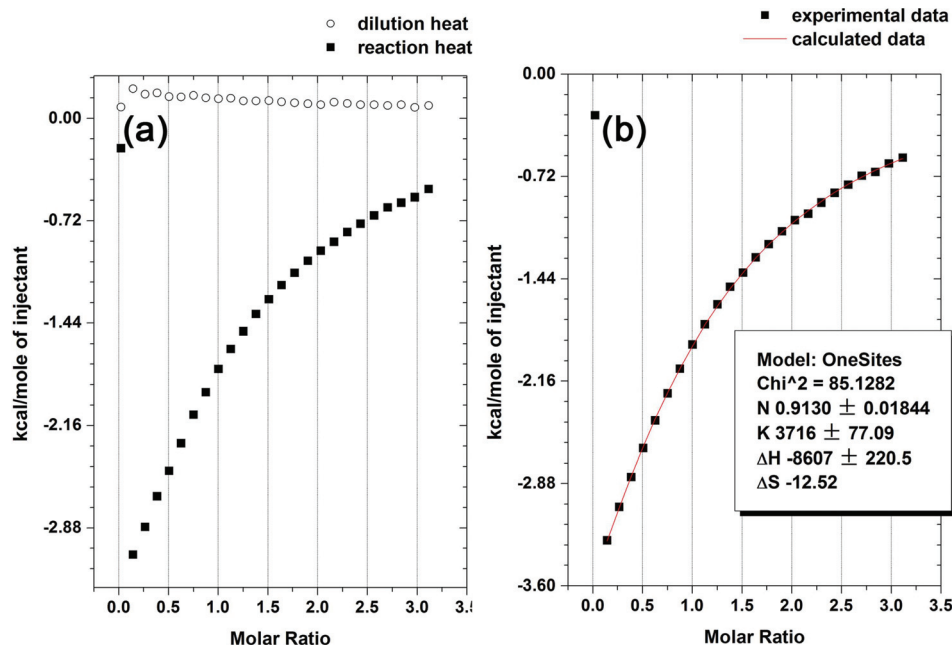 dilution heat
reaction heat
(a)
0.00
-0.72
-1.44
-2.16
-2.88
kcal/mole of injectant
0.0 0.5 1.0 1.5 2.0 2.5 3.0 3.5
Molar Ratio
experimental data
calculated data
(b)
0.00
-0.72
-1.44
-2.16
-2.88
-3.60
kcal/mole of injectant
Model: OneSites
Chi^2 = 85.1282
N 0.9130 ± 0.01844
K 3716 ± 77.09
ΔH -8607 ± 220.5
ΔS -12.52
0.0 0.5 1.0 1.5 2.0 2.5 3.0 3.5
Molar Ratio